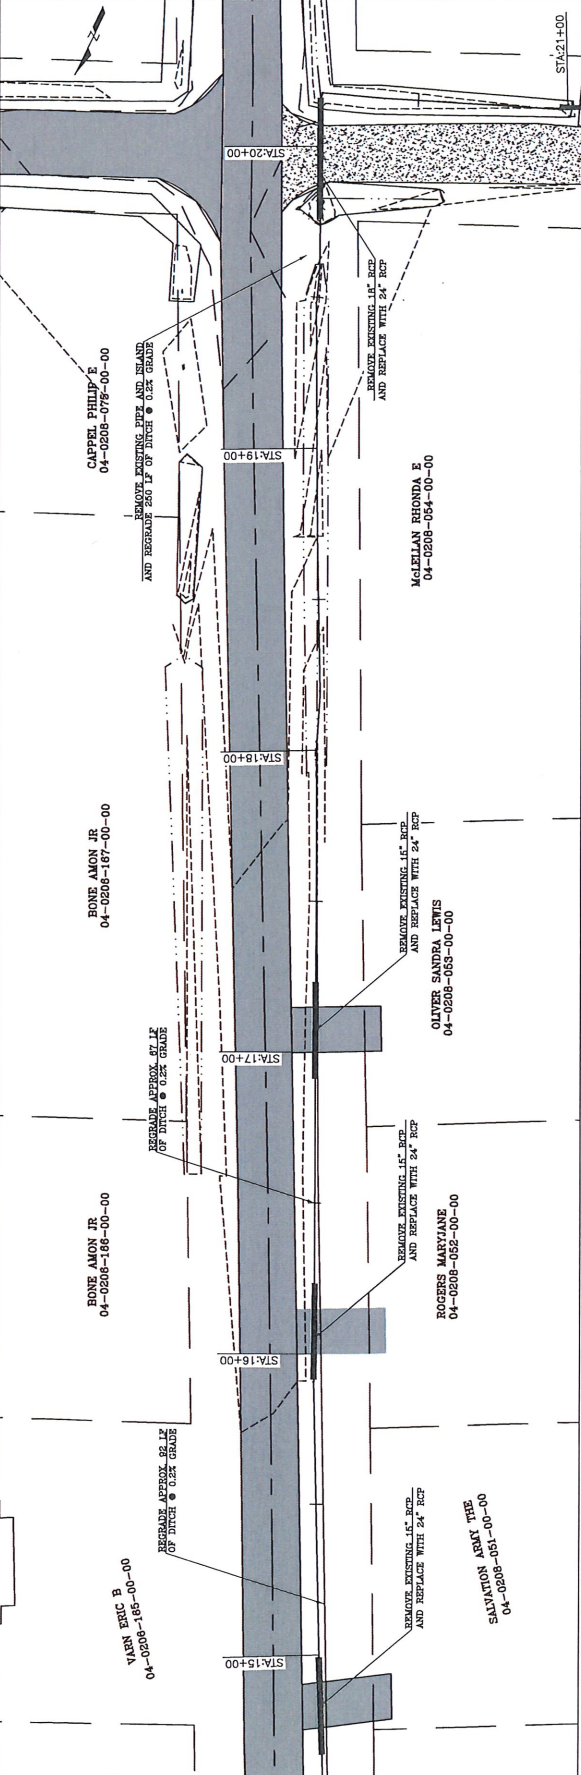 N
STA:21+00
STA:20+00
REMOVE EXISTING 18" RCP
AND REPLACE WITH 24" RCP
REMOVE EXISTING PIPE AND ISLAND
AND REGRADE 250 LF OF DITCH @ 0.2% GRADE
CAPPEL PHILIP E
04-0208-075-00-00
STA:19+00
McLELLAN RHONDA E
04-0208-054-00-00
STA:18+00
BONE AMON JR
04-0208-167-00-00
REMOVE EXISTING 15" RCP
AND REPLACE WITH 24" RCP
OLIVER SANDRA LEWIS
04-0208-053-00-00
REGRADE APPROX. 67 LF
OF DITCH @ 0.2% GRADE
STA:17+00
REMOVE EXISTING 15" RCP
AND REPLACE WITH 24" RCP
BONE AMON JR
04-0208-166-00-00
ROGERS MARYJANE
04-0208-052-00-00
STA:16+00
REGRADE APPROX. 92 LF
OF DITCH @ 0.2% GRADE
REMOVE EXISTING 15" RCP
AND REPLACE WITH 24" RCP
SALVATION ARMY THE
04-0208-051-00-00
VARN ERIC B
04-0208-165-00-00
STA:15+00